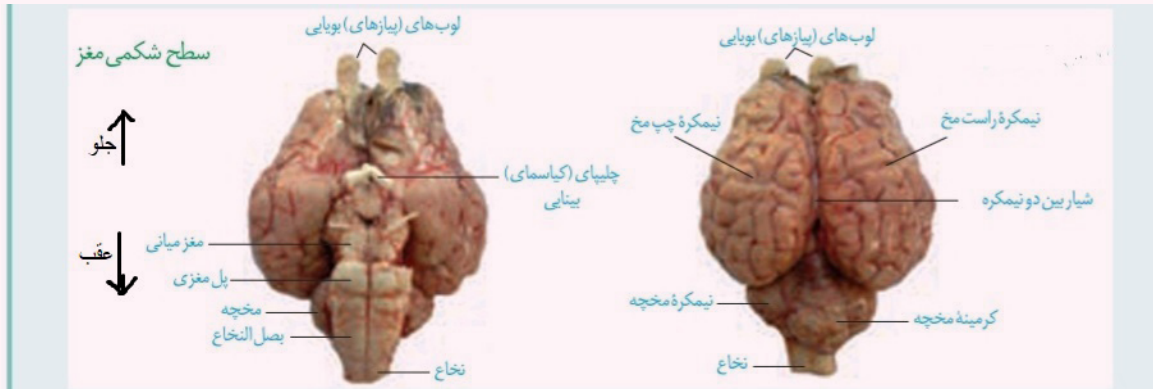 لوب‌های (پیازهای) بویایی
نیمکرهٔ راست مخ
نیمکرهٔ چپ مخ
شیار بین دو نیمکره
نیمکرهٔ مخچه
کرمینهٔ مخچه
نخاع
سطح شکمی مغز
لوب‌های (پیازهای) بویایی
جلو
چلیپای (کیاسمای)
بینایی
عقب
مغز میانی
پل مغزی
مخچه
بصل النخاع
نخاع